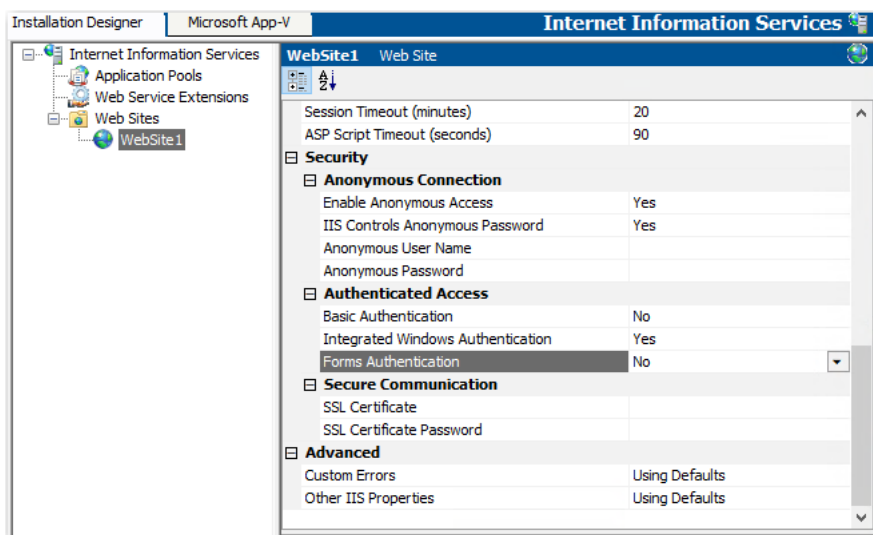 Installation Designer
Microsoft App-V
Internet Information Services
Internet Information Services
Application Pools
Web Service Extensions
Web Sites
WebSite1
WebSite1 Web Site
Session Timeout (minutes) 20
ASP Script Timeout (seconds) 90
Security
Anonymous Connection
Enable Anonymous Access Yes
IIS Controls Anonymous Password Yes
Anonymous User Name
Anonymous Password
Authenticated Access
Basic Authentication No
Integrated Windows Authentication Yes
Forms Authentication No
Secure Communication
SSL Certificate
SSL Certificate Password
Advanced
Custom Errors Using Defaults
Other IIS Properties Using Defaults